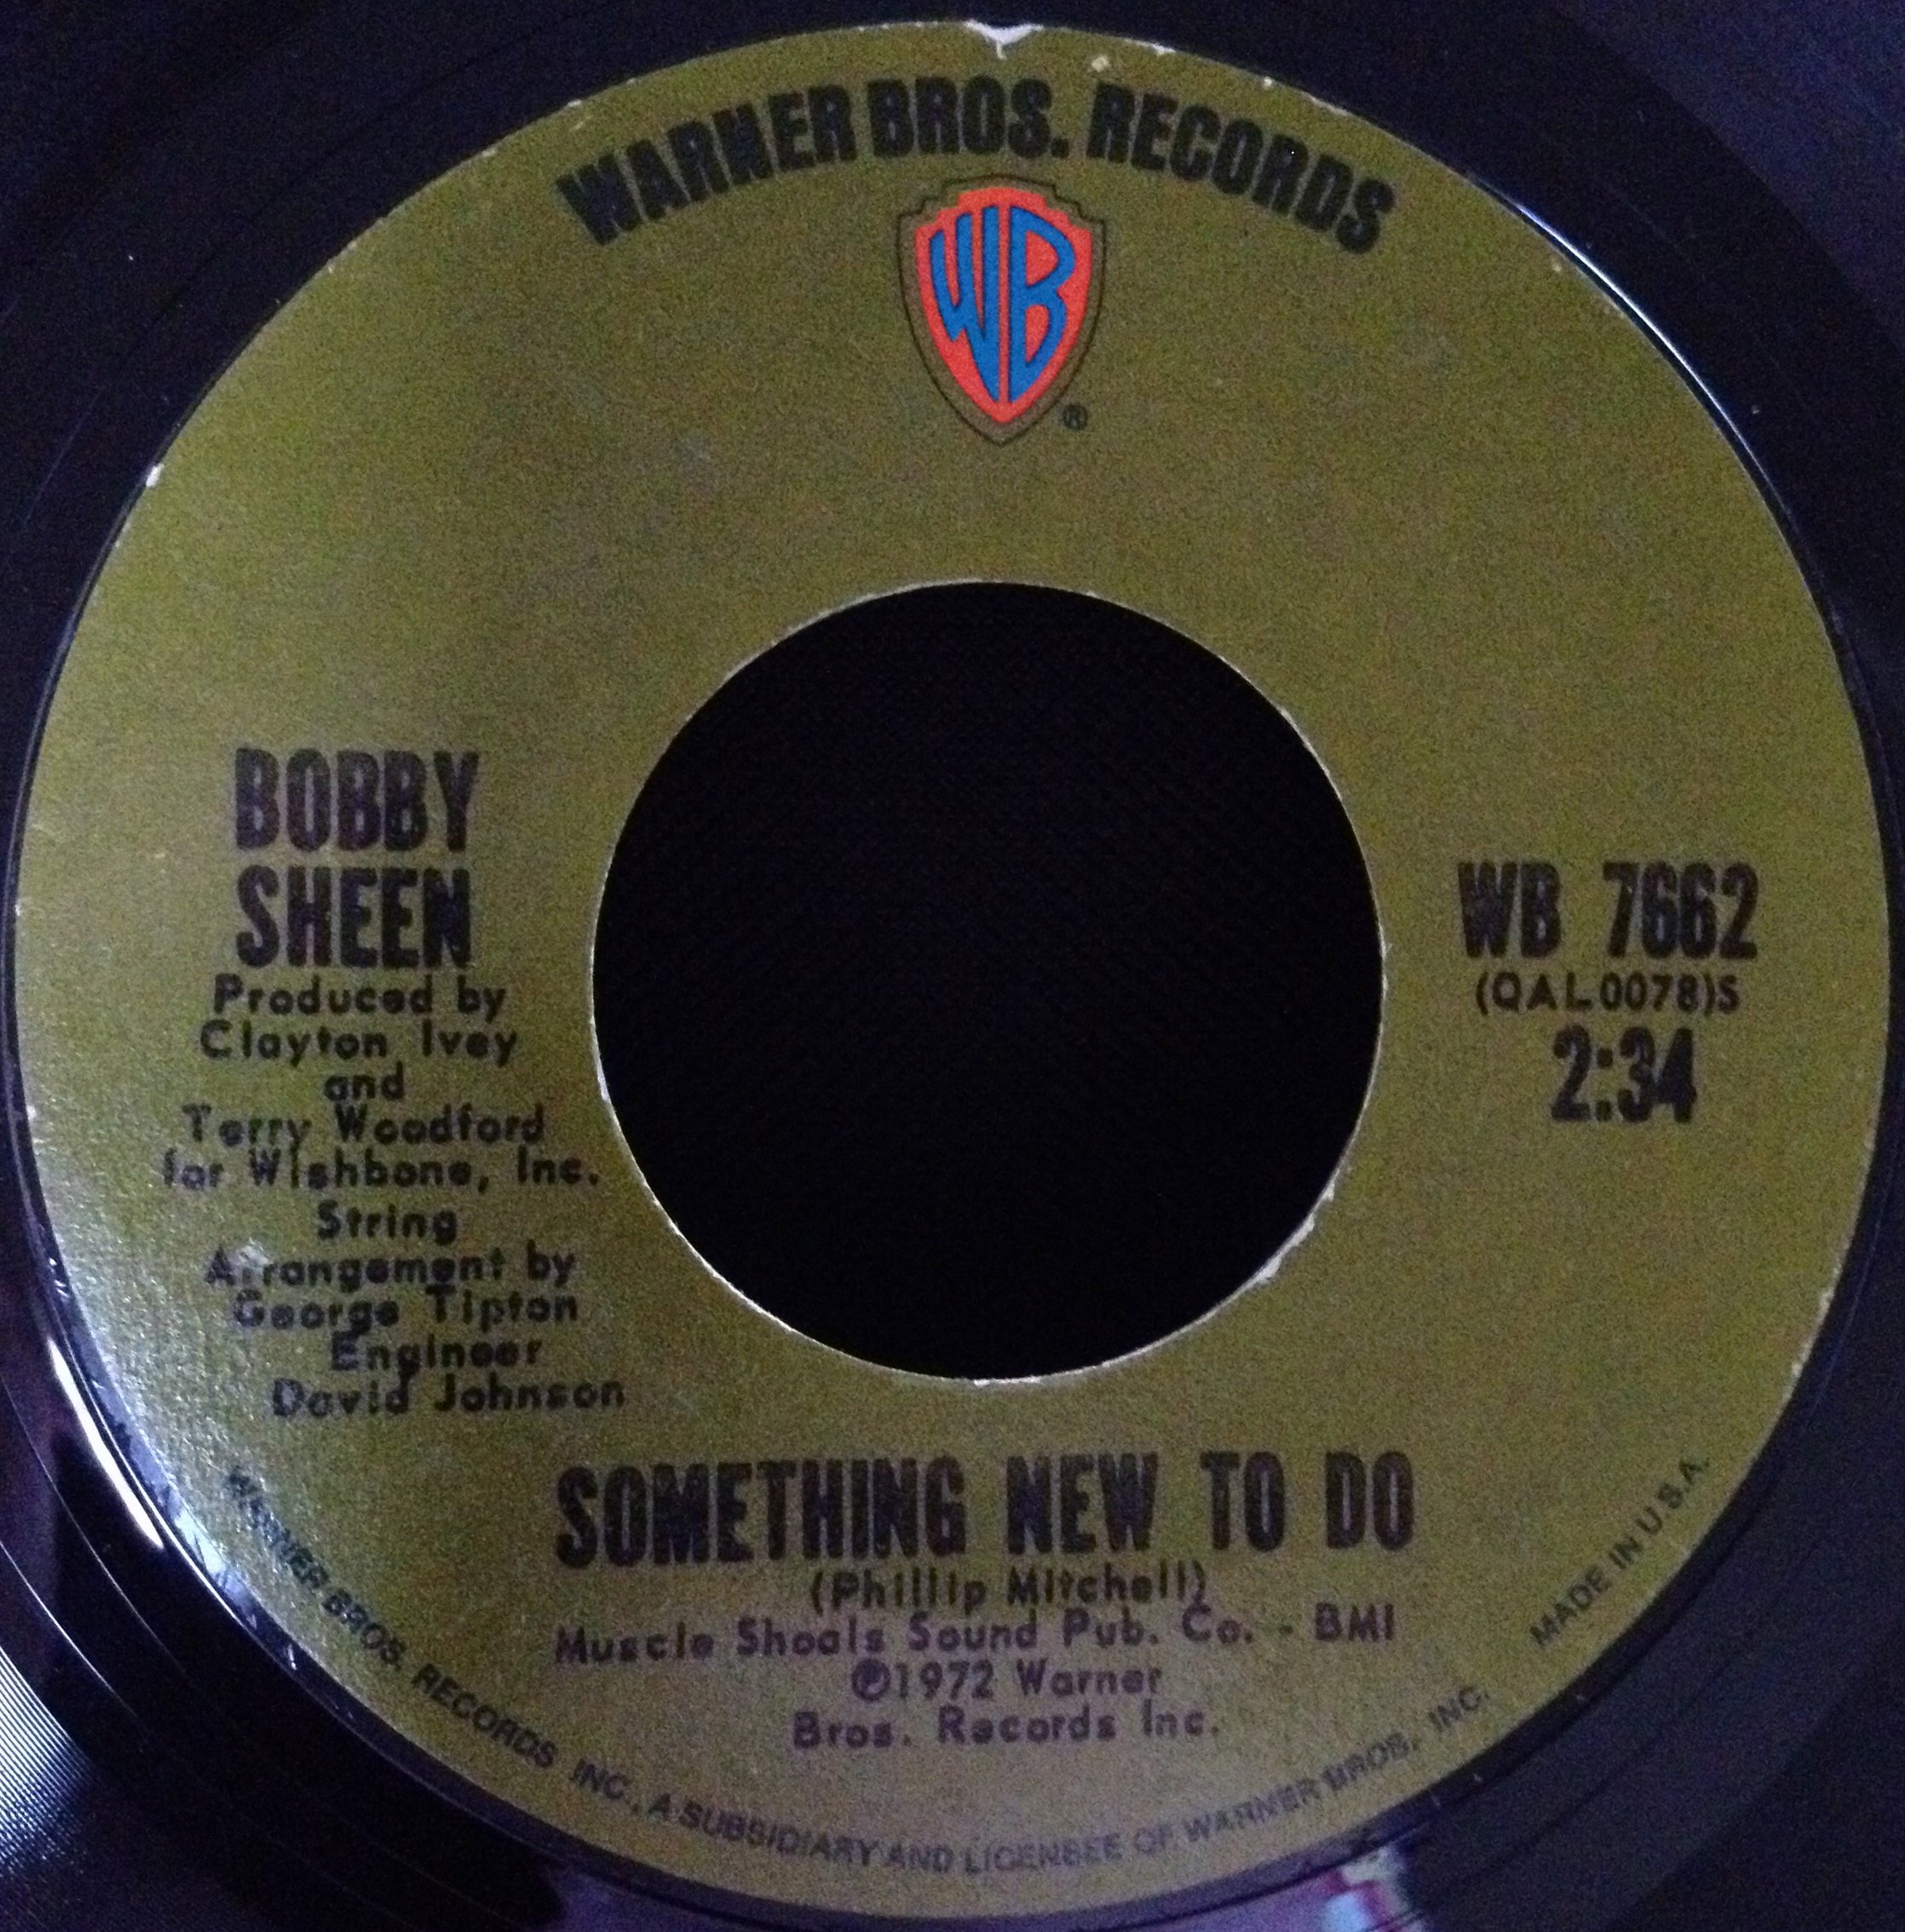 WARNER BROS. RECORDS
WB
®
BOBBY
SHEEN
Produced by
Clayton Ivey
and
Terry Woodford
for Wishbone, Inc.
String
Arrangement by
George Tipton
Engineer
David Johnson
WB 7662
(QAL0078)S
2:34
SOMETHING NEW TO DO
(Phillip Mitchell)
Muscle Shoals Sound Pub. Co. - BMI
℗1972 Warner
Bros. Records Inc.
WARNER BROS. RECORDS INC., A SUBSIDIARY AND LICENSEE OF WARNER BROS. INC.
MADE IN U.S.A.